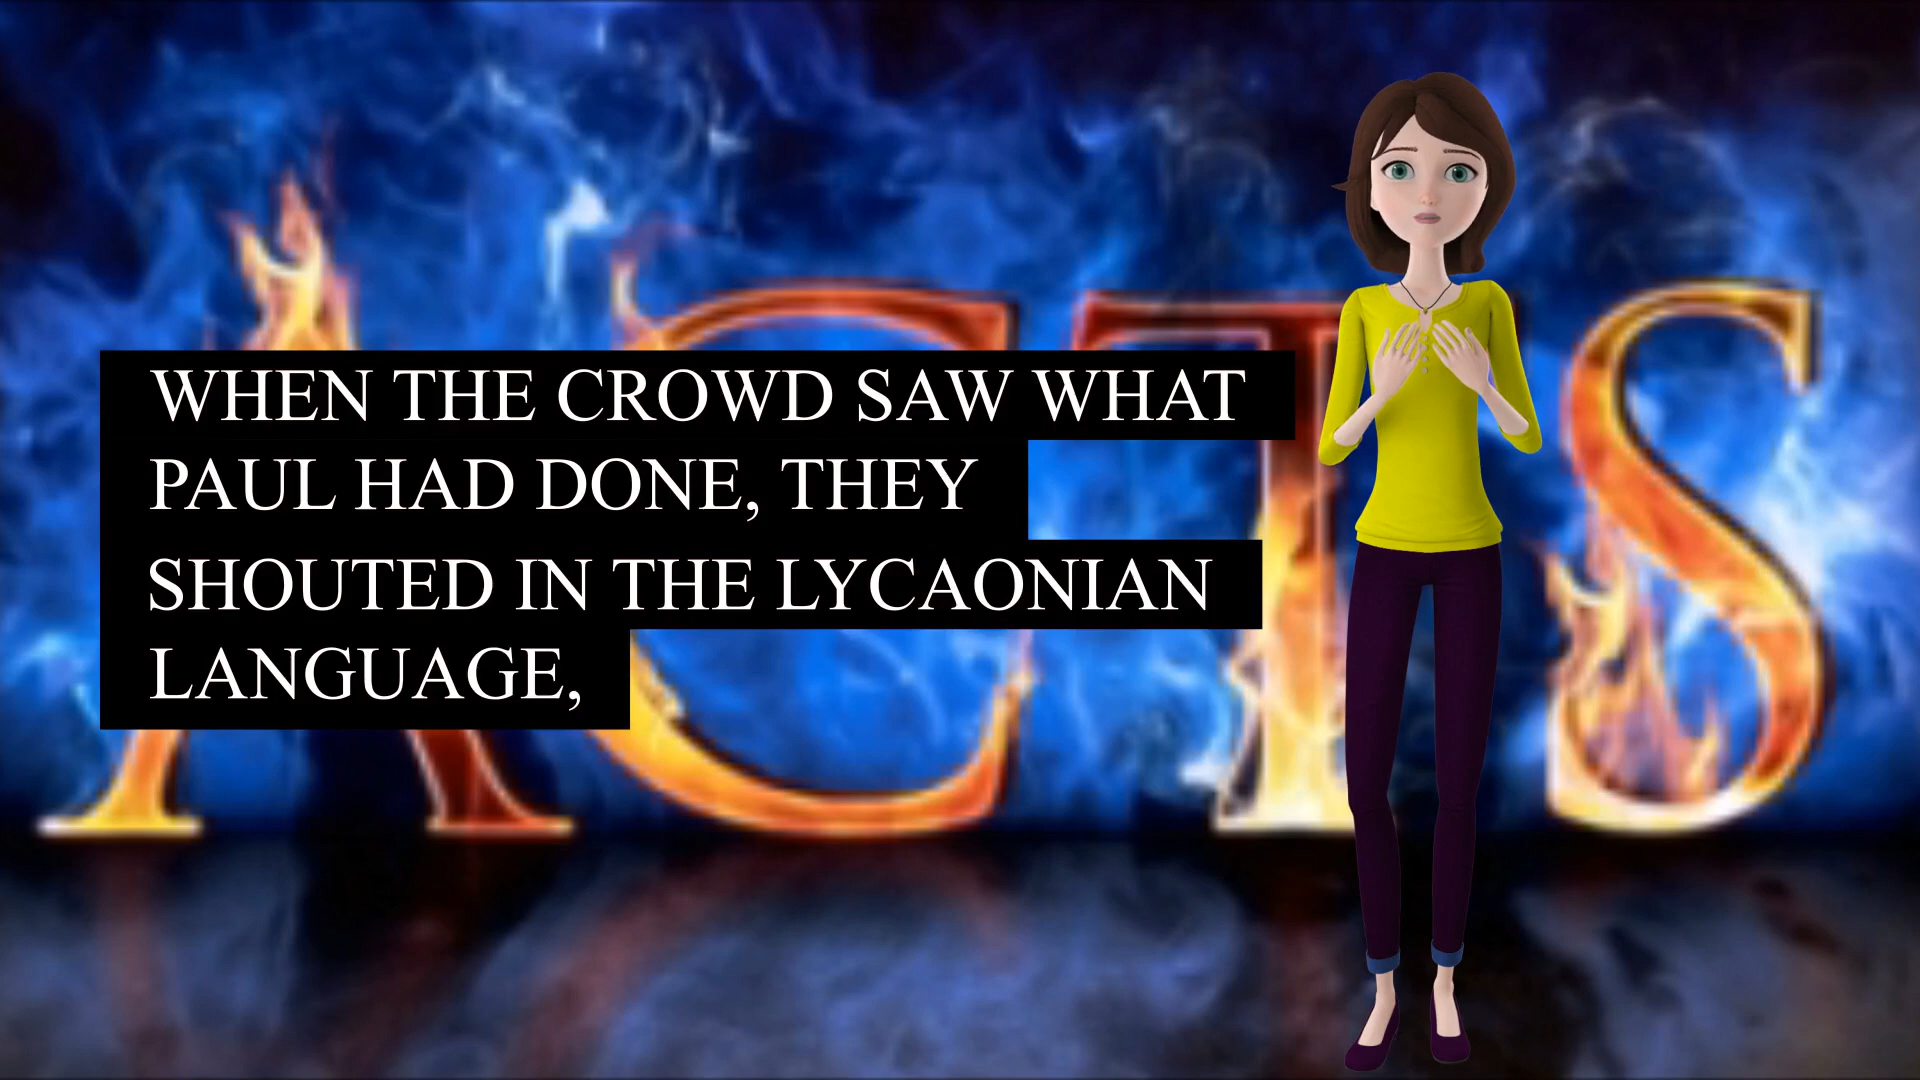 ACTS
WHEN THE CROWD SAW WHAT
PAUL HAD DONE, THEY
SHOUTED IN THE LYCAONIAN
LANGUAGE,